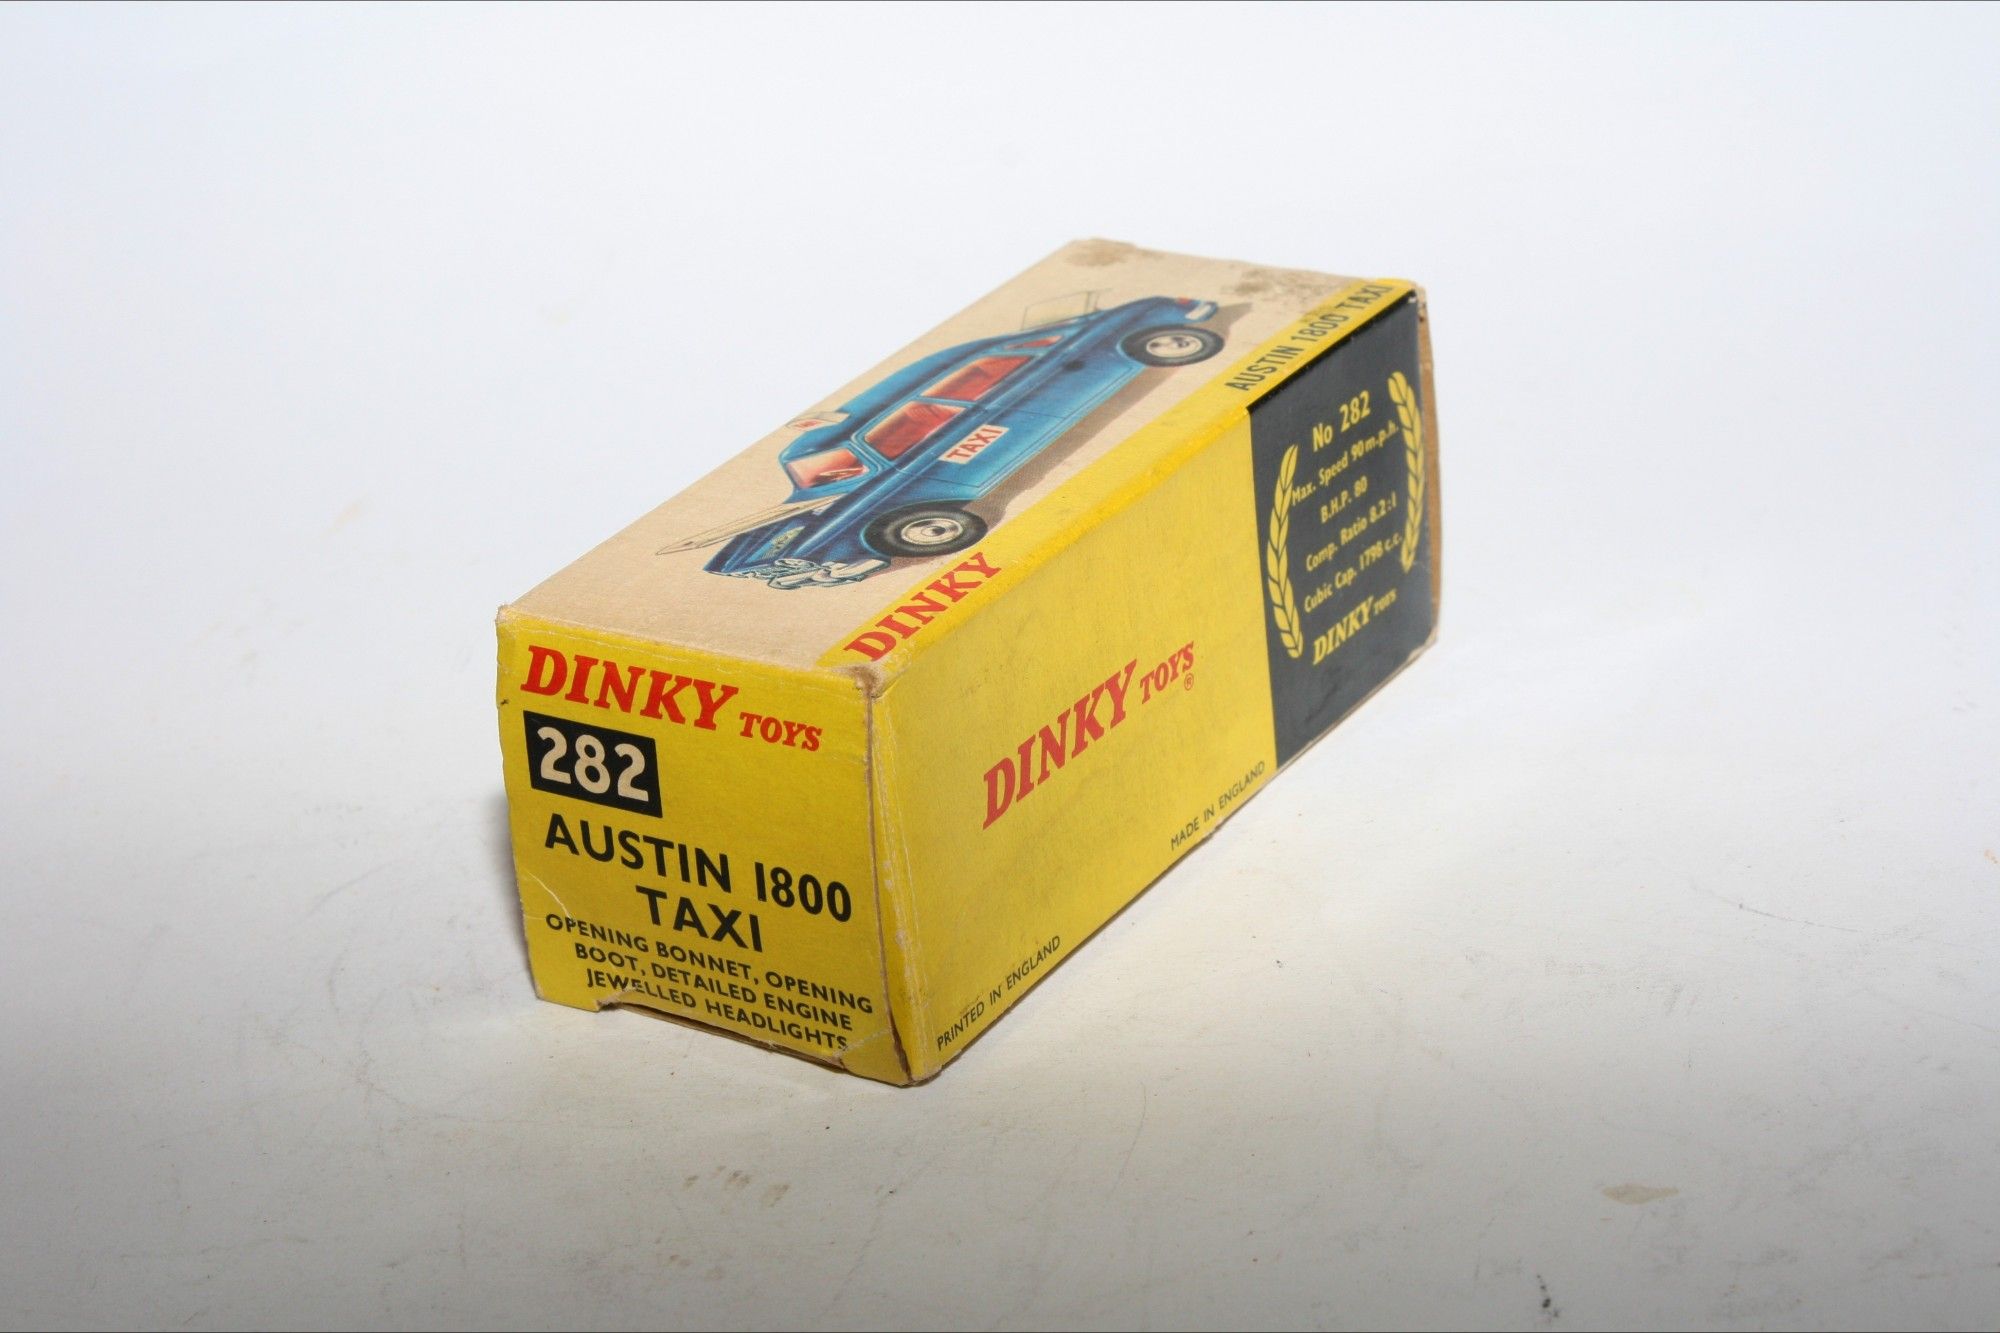 AUSTIN 1800 TAXI
TAXI
DINKY
DINKY TOYS
282
AUSTIN 1800
TAXI
OPENING BONNET, OPENING
BOOT, DETAILED ENGINE
JEWELLED HEADLIGHTS
DINKY TOYS®
MADE IN ENGLAND
PRINTED IN ENGLAND
No 282
Max. Speed 90 m.p.h.
B.H.P. 80
Comp. Ratio 8.2:1
Cubic Cap. 1798 c.c.
DINKY TOYS